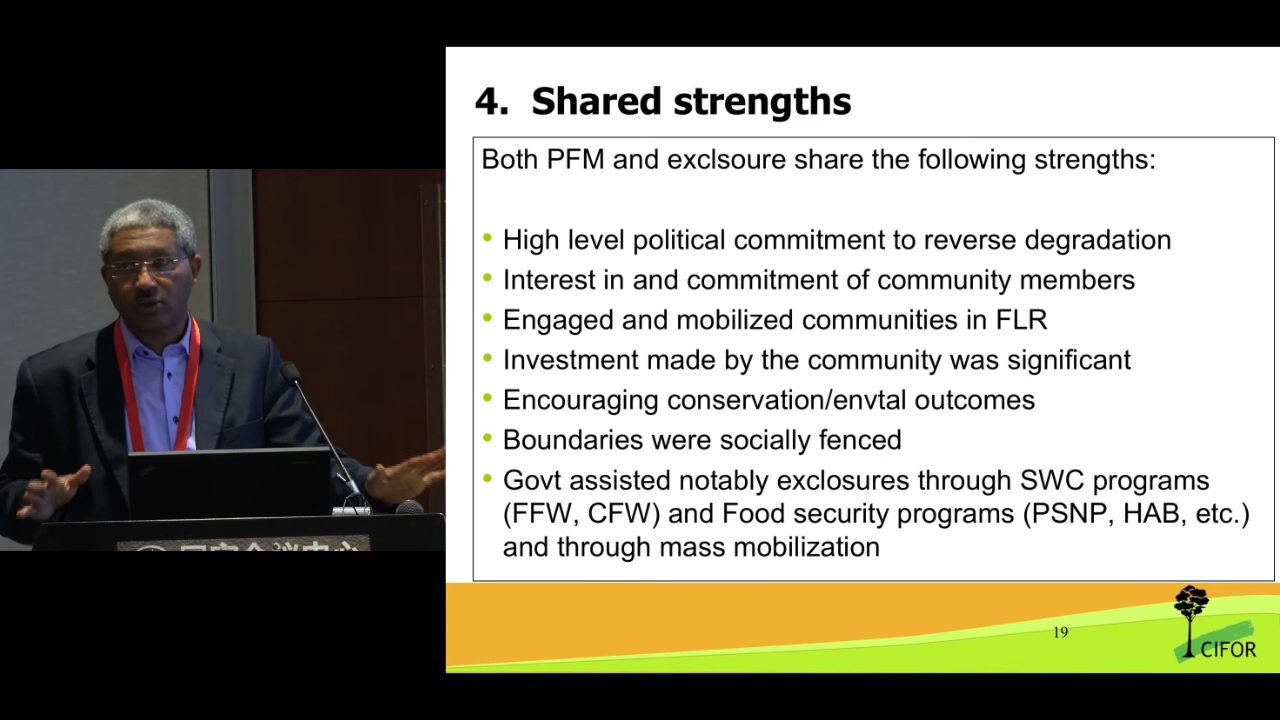 4. Shared strengths
Both PFM and exclsoure share the following strengths:
• High level political commitment to reverse degradation
• Interest in and commitment of community members
• Engaged and mobilized communities in FLR
• Investment made by the community was significant
• Encouraging conservation/envtal outcomes
• Boundaries were socially fenced
• Govt assisted notably exclosures through SWC programs
(FFW, CFW) and Food security programs (PSNP, HAB, etc.)
and through mass mobilization
19
CIFOR